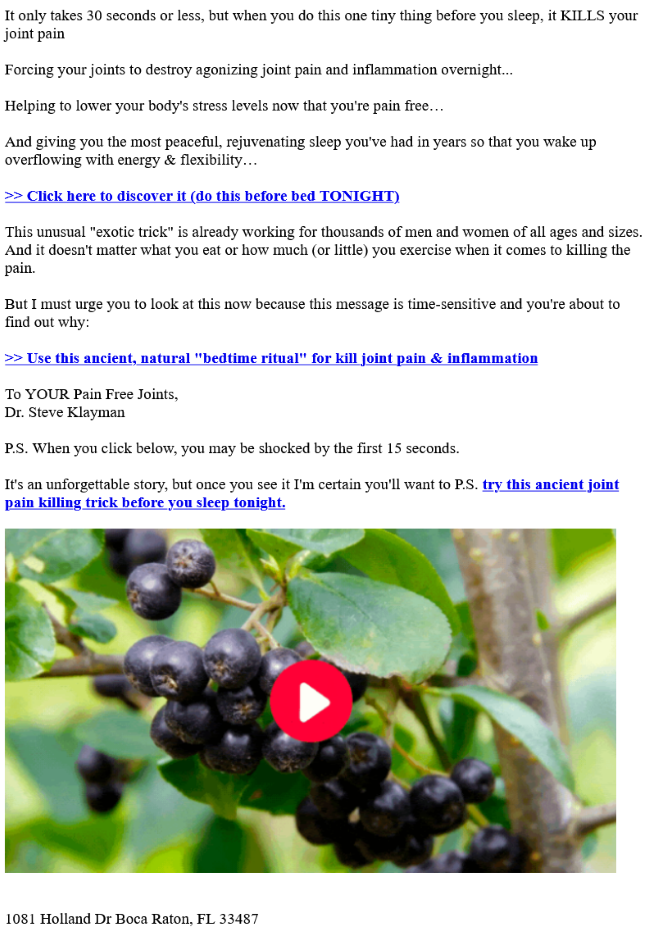 It only takes 30 seconds or less, but when you do this one tiny thing before you sleep, it KILLS your
joint pain
Forcing your joints to destroy agonizing joint pain and inflammation overnight...
Helping to lower your body's stress levels now that you're pain free…
And giving you the most peaceful, rejuvenating sleep you've had in years so that you wake up
overflowing with energy & flexibility…
>> Click here to discover it (do this before bed TONIGHT)
This unusual "exotic trick" is already working for thousands of men and women of all ages and sizes.
And it doesn't matter what you eat or how much (or little) you exercise when it comes to killing the
pain.
But I must urge you to look at this now because this message is time-sensitive and you're about to
find out why:
>> Use this ancient, natural "bedtime ritual" for kill joint pain & inflammation
To YOUR Pain Free Joints,
Dr. Steve Klayman
P.S. When you click below, you may be shocked by the first 15 seconds.
It's an unforgettable story, but once you see it I'm certain you'll want to P.S. try this ancient joint
pain killing trick before you sleep tonight.
1081 Holland Dr Boca Raton, FL 33487